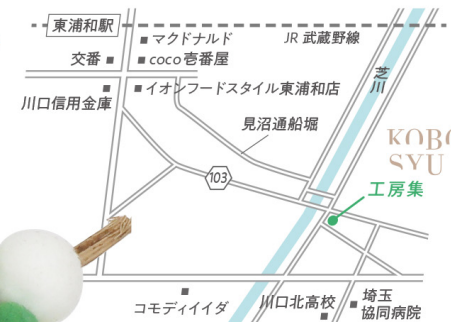 東浦和駅
マクドナルド
JR 武蔵野線
交番
coco壱番屋
芝川
川口信用金庫
イオンフードスタイル東浦和店
見沼通船堀
KOBO
SYU
103
工房集
コモディイイダ
川口北高校
埼玉
協同病院